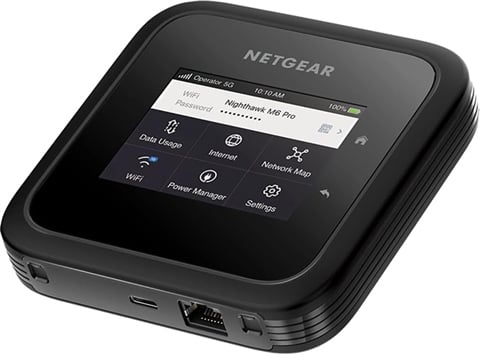 NETGEAR
Operator 5G 10:10 AM 100%
WiFi Nighthawk M6 Pro
Password ••••••••••
Data Usage Internet Network Map
WiFi Power Manager Settings